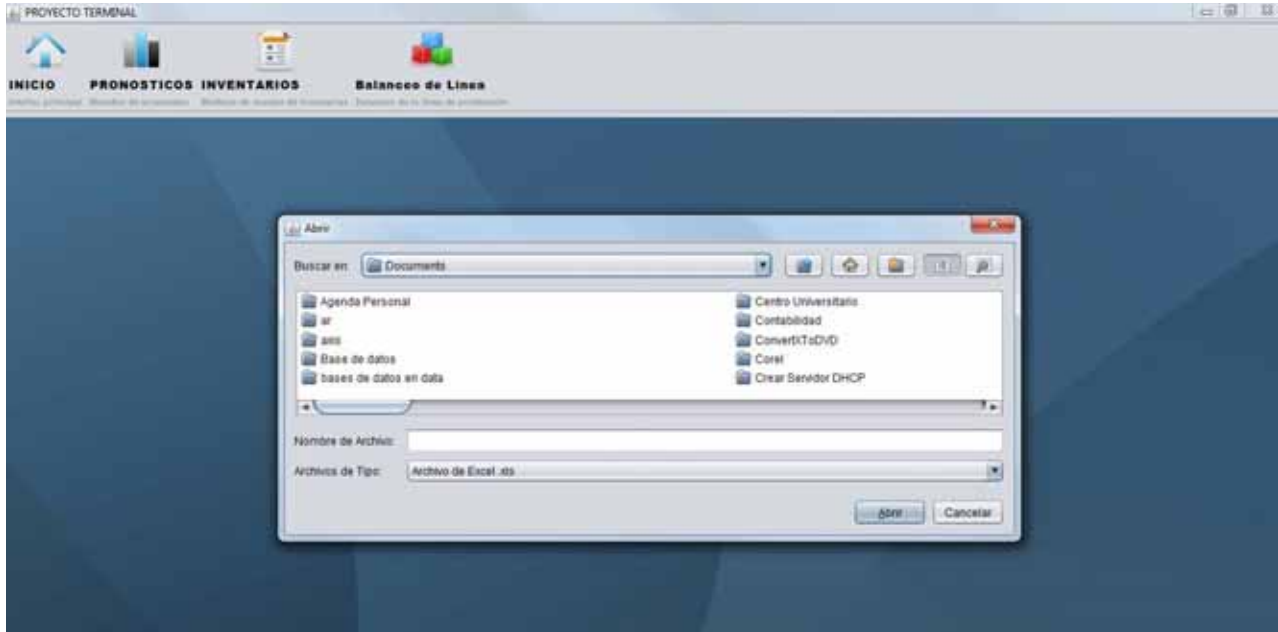 PROYECTO TERMINAL
INICIO PRONOSTICOS INVENTARIOS Balanceo de Linea
Abrir
Buscar en: Documents
Agenda Personal
ar
Base de datos
bases de datos en data
Centro Universitario
Contabilidad
ConvertXToDVD
Corel
Crear Servidor DHCP
Nombre de Archivo:
Archivos de Tipo: Archivo de Excel .xls
Abrir Cancelar